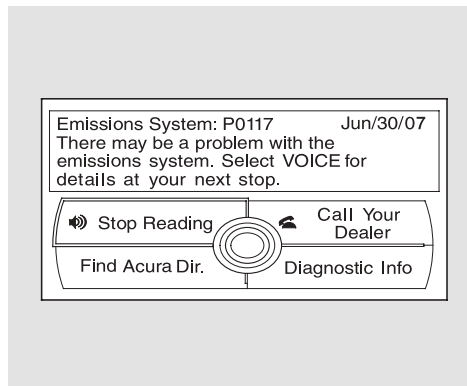 Emissions System: P0117 Jun/30/07
There may be a problem with the
emissions system. Select VOICE for
details at your next stop.
Stop Reading
Call Your
Dealer
Find Acura Dir.
Diagnostic Info